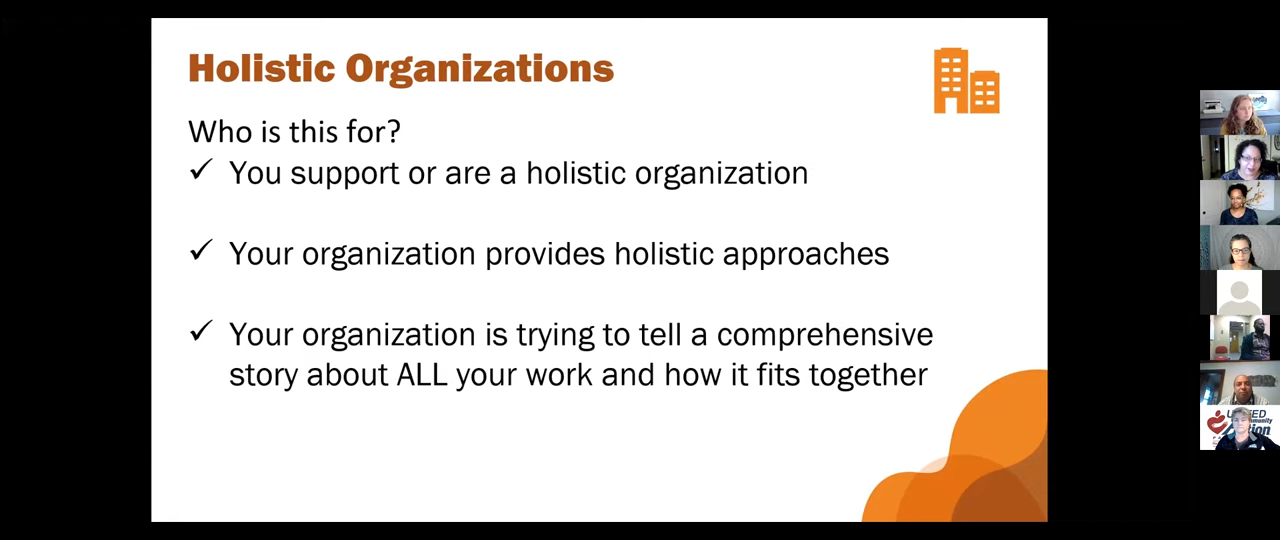 Holistic Organizations
Who is this for?
✓ You support or are a holistic organization
✓ Your organization provides holistic approaches
✓ Your organization is trying to tell a comprehensive
story about ALL your work and how it fits together